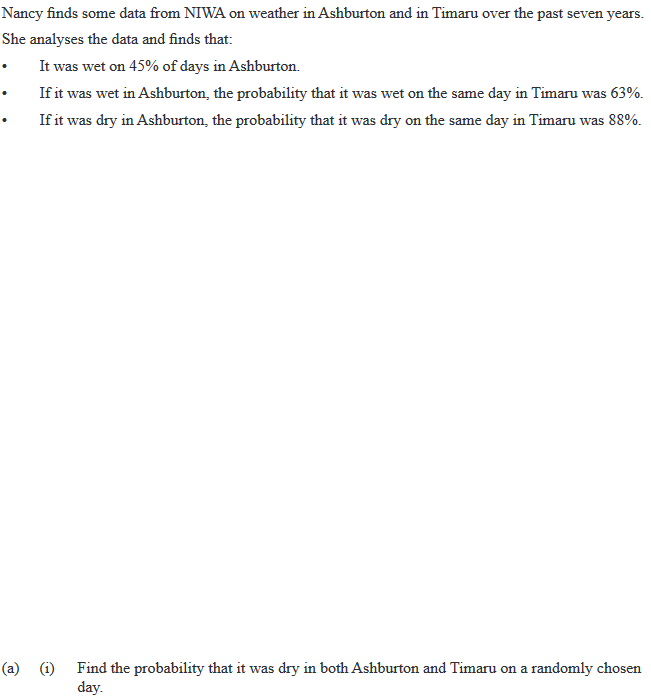 Nancy finds some data from NIWA on weather in Ashburton and in Timaru over the past seven years.
She analyses the data and finds that:
• It was wet on 45% of days in Ashburton.
• If it was wet in Ashburton, the probability that it was wet on the same day in Timaru was 63%.
• If it was dry in Ashburton, the probability that it was dry on the same day in Timaru was 88%.
(a) (i) Find the probability that it was dry in both Ashburton and Timaru on a randomly chosen
day.